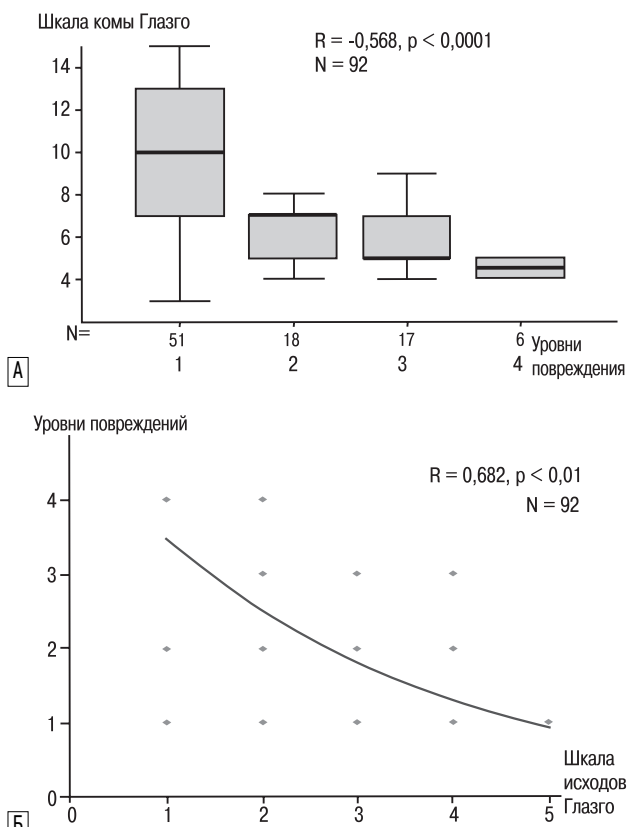 Шкала комы Глазго
R = -0,568, p < 0,0001
N = 92
14
12
10
8
6
4
N=
51 18 17 6 Уровни
1 2 3 4 повреждения
А
Уровни повреждений
R = 0,682, p < 0,01
N = 92
4
3
2
1
0
Шкала
исходов
Глазго
0 1 2 3 4 5
Б